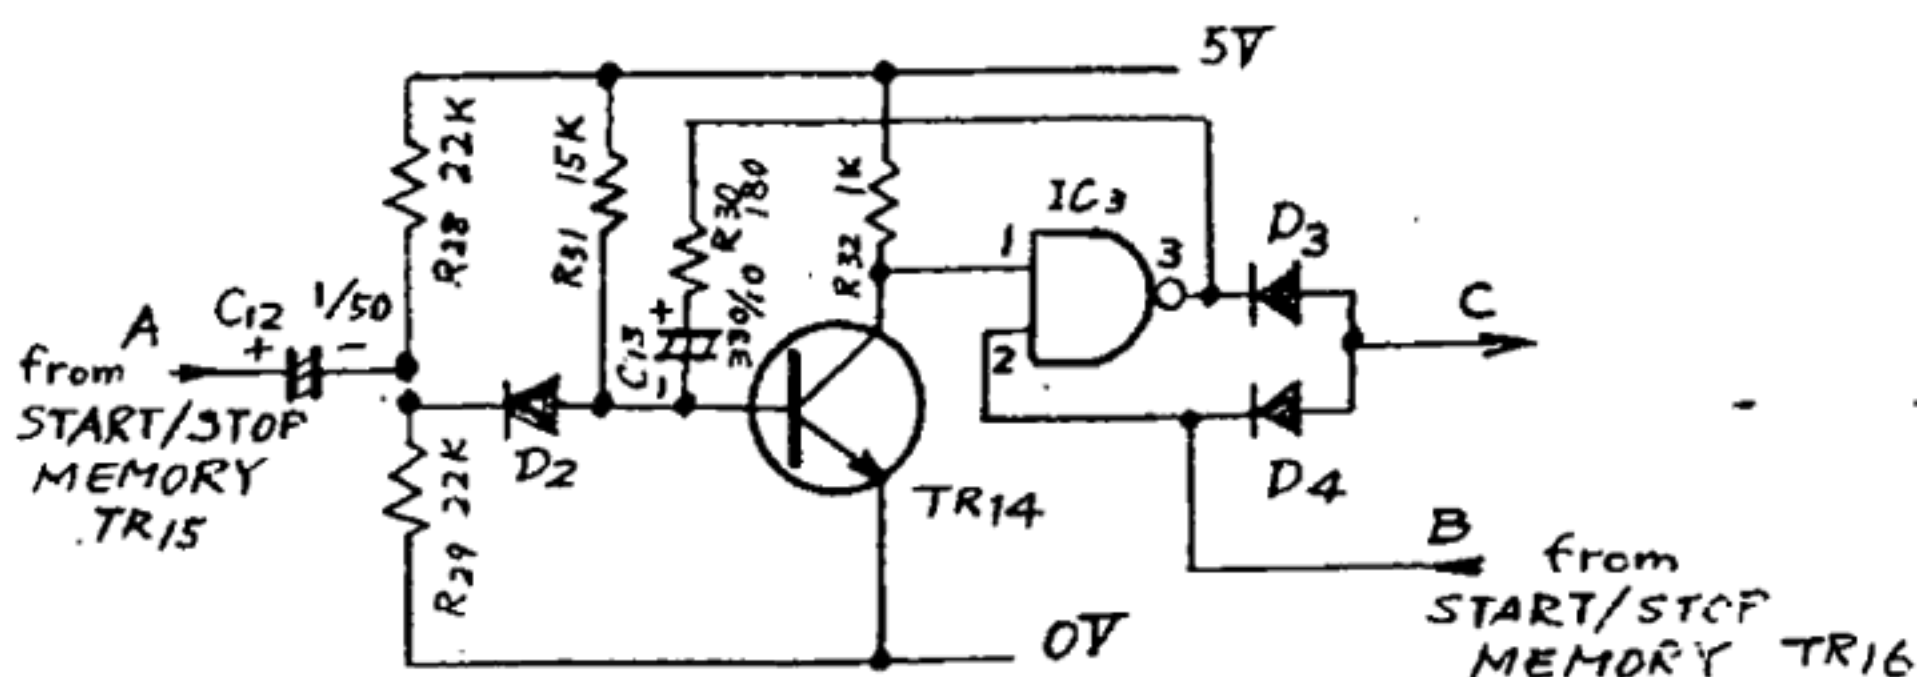 5V
R28 22K
R31 15K
R30 180
R32 1K
IC3
1
2
3
D3
C
A
C12 1/50
+ -
from
START/STOP
MEMORY
TR15
C13 330/10
+
-
D2
TR14
D4
B
from
START/STOP
MEMORY TR16
R29 22K
0V